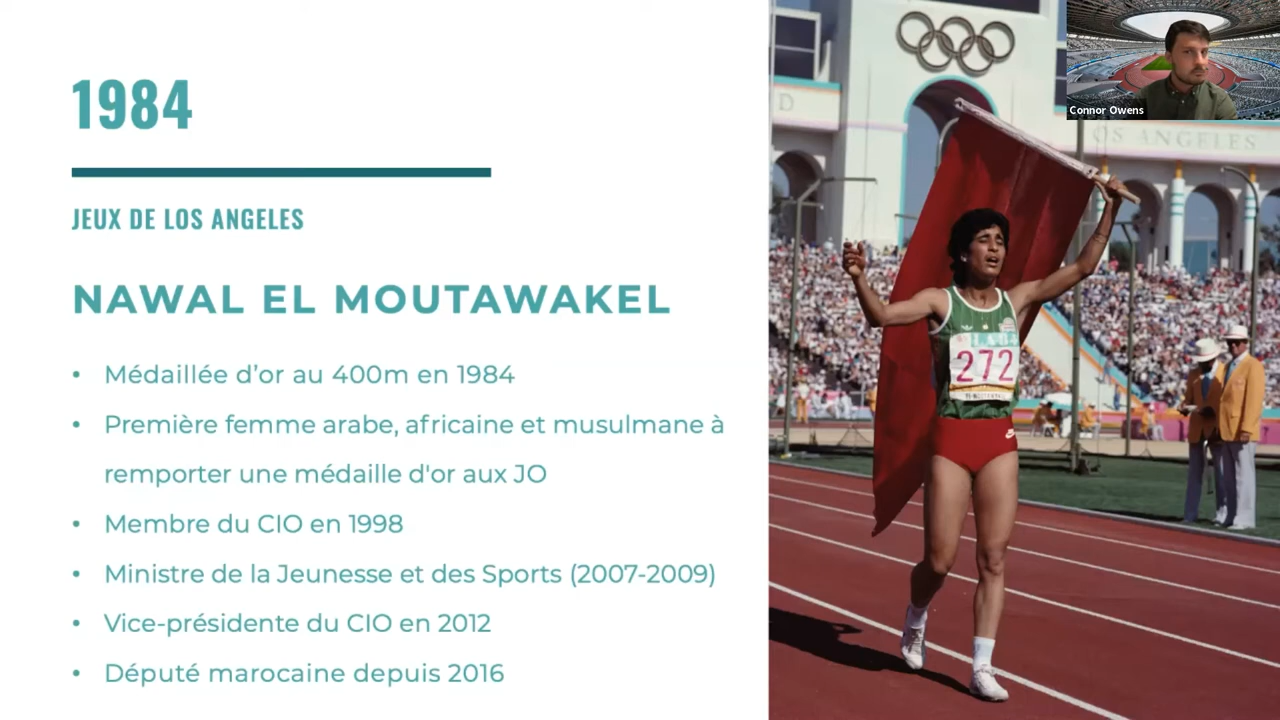 1984
JEUX DE LOS ANGELES
NAWAL EL MOUTAWAKEL
• Médaillée d’or au 400m en 1984
• Première femme arabe, africaine et musulmane à
remporter une médaille d'or aux JO
• Membre du CIO en 1998
• Ministre de la Jeunesse et des Sports (2007-2009)
• Vice-présidente du CIO en 2012
• Député marocaine depuis 2016
Connor Owens
D
OS ANGELES
LA84
272